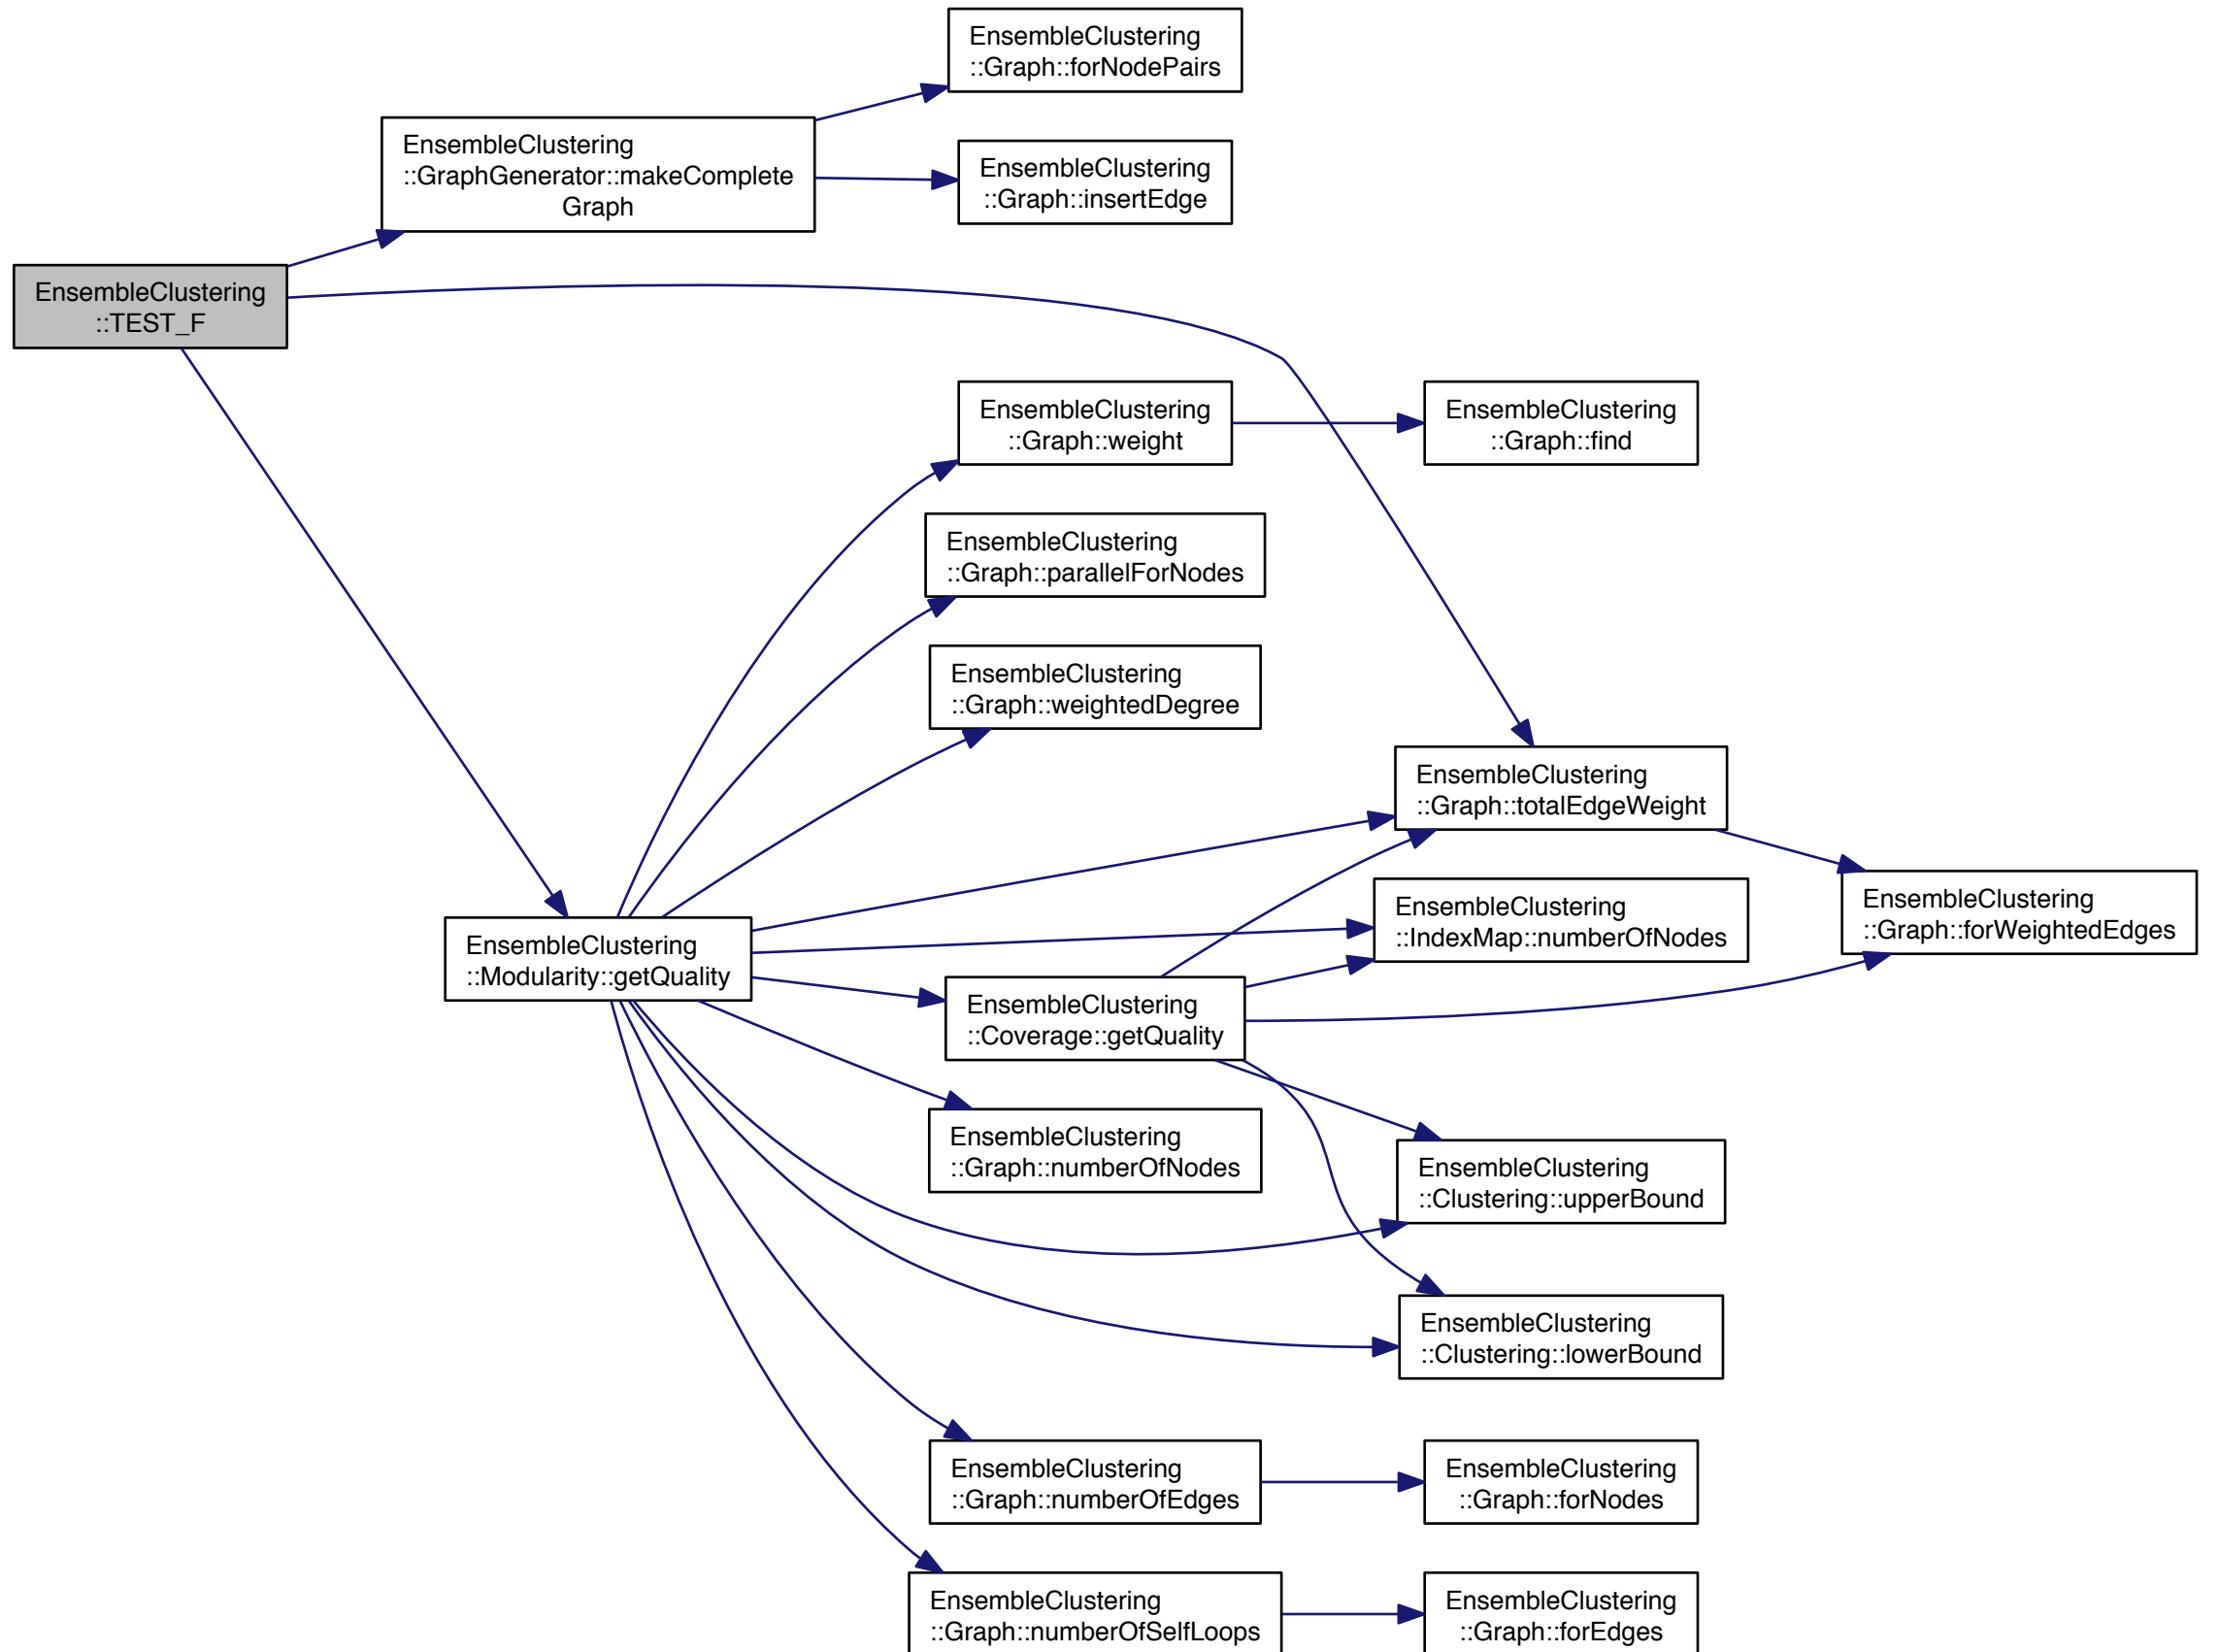 EnsembleClustering
::Graph::forNodePairs
EnsembleClustering
::GraphGenerator::makeComplete
Graph
EnsembleClustering
::Graph::insertEdge
EnsembleClustering
::TEST_F
EnsembleClustering
::Graph::weight
EnsembleClustering
::Graph::find
EnsembleClustering
::Graph::parallelForNodes
EnsembleClustering
::Graph::weightedDegree
EnsembleClustering
::Graph::totalEdgeWeight
EnsembleClustering
::IndexMap::numberOfNodes
EnsembleClustering
::Graph::forWeightedEdges
EnsembleClustering
::Modularity::getQuality
EnsembleClustering
::Coverage::getQuality
EnsembleClustering
::Graph::numberOfNodes
EnsembleClustering
::Clustering::upperBound
EnsembleClustering
::Clustering::lowerBound
EnsembleClustering
::Graph::numberOfEdges
EnsembleClustering
::Graph::forNodes
EnsembleClustering
::Graph::numberOfSelfLoops
EnsembleClustering
::Graph::forEdges